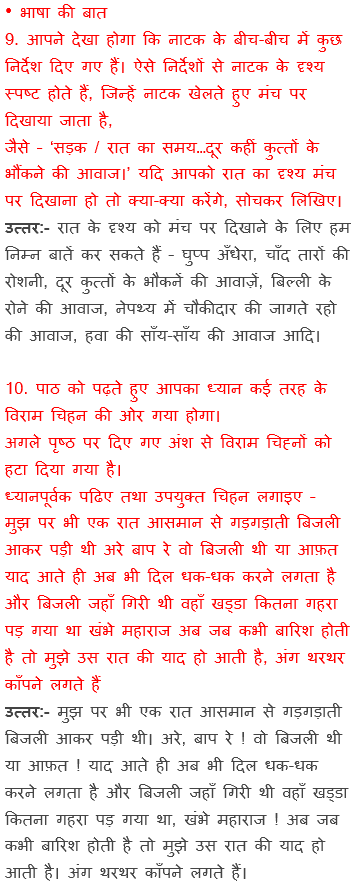 • भाषा की बात
9. आपने देखा होगा कि नाटक के बीच-बीच में कुछ
निर्देश दिए गए हैं। ऐसे निर्देशों से नाटक के दृश्य
स्पष्ट होते हैं, जिन्हें नाटक खेलते हुए मंच पर
दिखाया जाता है,
जैसे - 'सड़क / रात का समय...दूर कहीं कुत्तों के
भौंकने की आवाज।' यदि आपको रात का दृश्य मंच
पर दिखाना हो तो क्या-क्या करेंगे, सोचकर लिखिए।
उत्तर:- रात के दृश्य को मंच पर दिखाने के लिए हम
निम्न बातें कर सकते हैं - घुप्प अँधेरा, चाँद तारों की
रोशनी, दूर कुत्तों के भौकनें की आवाज़ें, बिल्ली के
रोने की आवाज, नेपथ्य में चौकीदार की जागते रहो
की आवाज, हवा की साँय-साँय की आवाज आदि।
10. पाठ को पढ़ते हुए आपका ध्यान कई तरह के
विराम चिहन की ओर गया होगा।
अगले पृष्ठ पर दिए गए अंश से विराम चिह्नों को
हटा दिया गया है।
ध्यानपूर्वक पढिए तथा उपयुक्त चिहन लगाइए -
मुझ पर भी एक रात आसमान से गड़गड़ाती बिजली
आकर पड़ी थी अरे बाप रे वो बिजली थी या आफ़त
याद आते ही अब भी दिल धक-धक करने लगता है
और बिजली जहाँ गिरी थी वहाँ खड्डा कितना गहरा
पड़ गया था खंभे महाराज अब जब कभी बारिश होती
है तो मुझे उस रात की याद हो आती है, अंग थरथर
काँपने लगते हैं
उत्तर:- मुझ पर भी एक रात आसमान से गड़गड़ाती
बिजली आकर पड़ी थी। अरे, बाप रे ! वो बिजली थी
या आफ़त ! याद आते ही अब भी दिल धक-धक
करने लगता है और बिजली जहाँ गिरी थी वहाँ खड्डा
कितना गहरा पड़ गया था, खंभे महाराज ! अब जब
कभी बारिश होती है तो मुझे उस रात की याद हो
आती है। अंग थरथर काँपने लगते हैं।